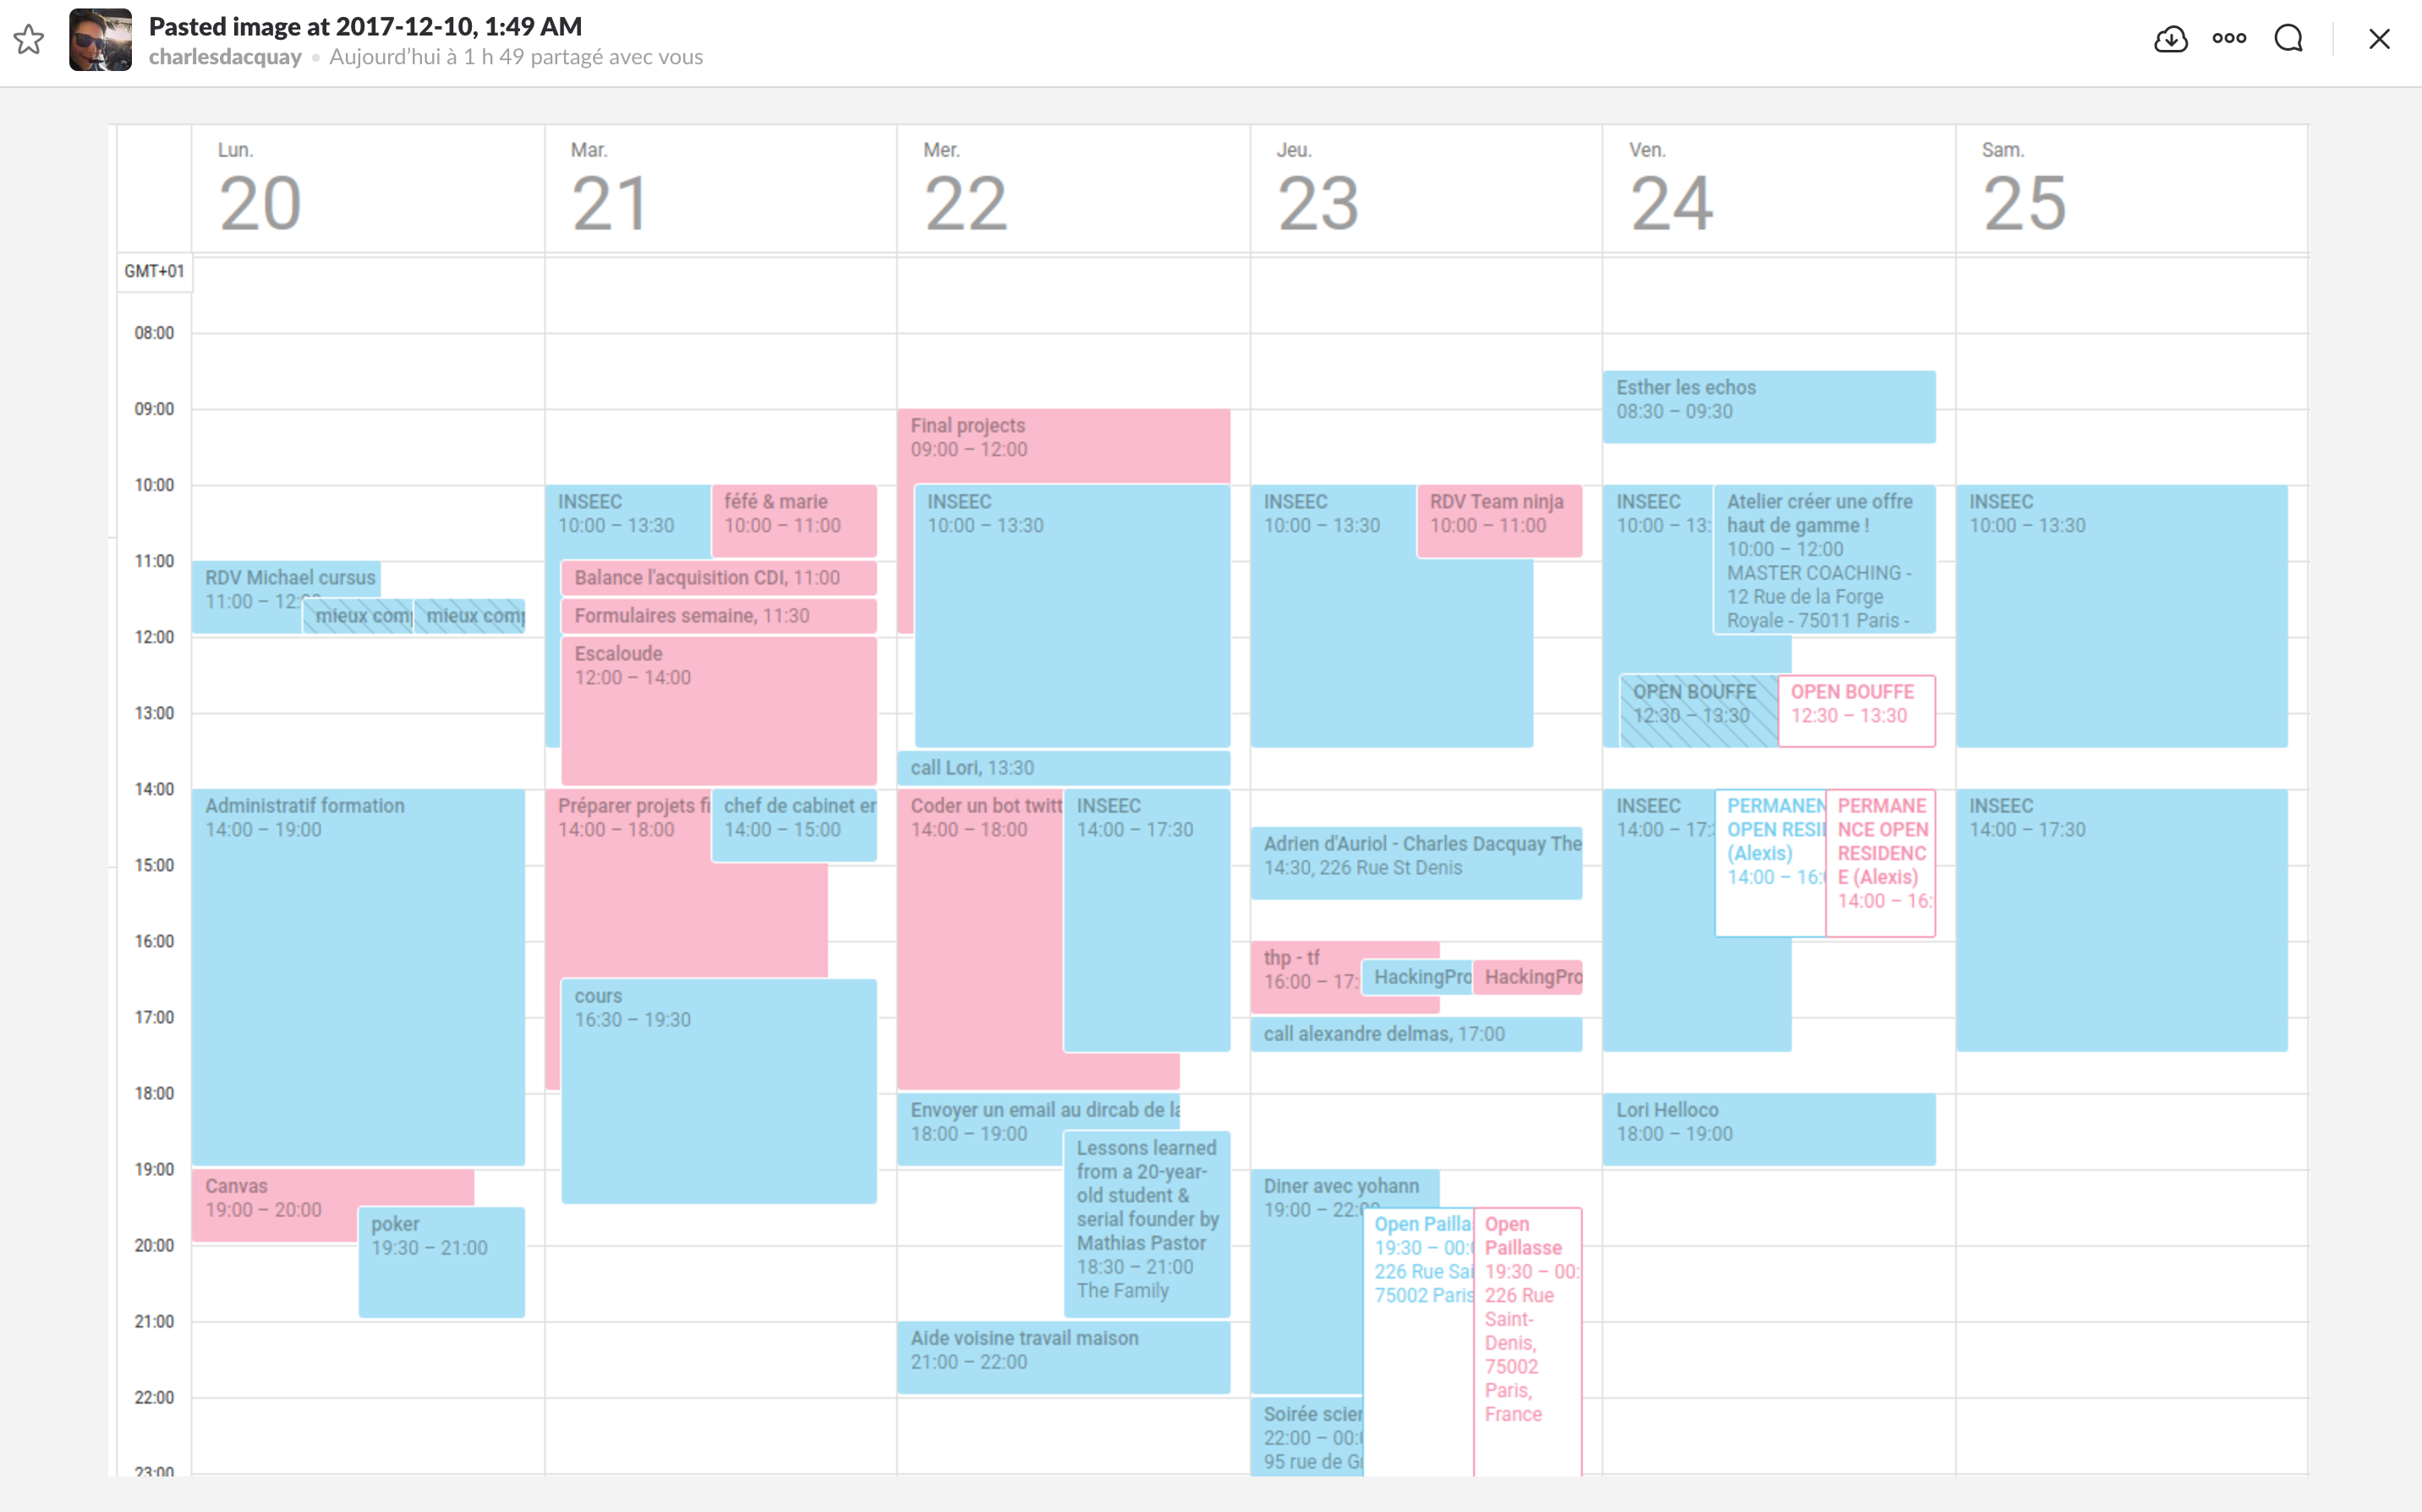 Pasted image at 2017-12-10, 1:49 AM
charlesdacquay • Aujourd'hui à 1 h 49 partagé avec vous
Lun.
20
Mar.
21
Mer.
22
Jeu.
23
Ven.
24
Sam.
25
GMT+01
08:00
09:00
10:00
11:00
12:00
13:00
14:00
15:00
16:00
17:00
18:00
19:00
20:00
21:00
22:00
23:00
RDV Michael cursus
11:00 – 12:
mieux comp
mieux comp
Administratif formation
14:00 – 19:00
Canvas
19:00 – 20:00
poker
19:30 – 21:00
INSEEC
10:00 – 13:30
féfé & marie
10:00 – 11:00
Balance l'acquisition CDI, 11:00
Formulaires semaine, 11:30
Escaloude
12:00 – 14:00
Préparer projets fi
14:00 – 18:00
chef de cabinet er
14:00 – 15:00
cours
16:30 – 19:30
Final projects
09:00 – 12:00
INSEEC
10:00 – 13:30
call Lori, 13:30
Coder un bot twitt
14:00 – 18:00
INSEEC
14:00 – 17:30
Envoyer un email au dircab de la
18:00 – 19:00
Lessons learned
from a 20-year-
old student &
serial founder by
Mathias Pastor
18:30 – 21:00
The Family
Aide voisine travail maison
21:00 – 22:00
INSEEC
10:00 – 13:30
RDV Team ninja
10:00 – 11:00
Adrien d'Auriol - Charles Dacquay The
14:30, 226 Rue St Denis
thp - tf
16:00 – 17:
HackingPro
HackingPro
call alexandre delmas, 17:00
Diner avec yohann
19:00 – 22:00
Open Pailla
19:30 – 00:
226 Rue Sai
75002 Paris
Open
Paillasse
19:30 – 00:
226 Rue
Saint-
Denis,
75002
Paris,
France
Soirée scier
22:00 – 00:
95 rue de G
Esther les echos
08:30 – 09:30
INSEEC
10:00 – 13:
Atelier créer une offre
haut de gamme !
10:00 – 12:00
MASTER COACHING -
12 Rue de la Forge
Royale - 75011 Paris -
OPEN BOUFFE
12:30 – 13:30
OPEN BOUFFE
12:30 – 13:30
INSEEC
14:00 – 17:
PERMANEN
OPEN RESI
(Alexis)
14:00 – 16:
PERMANE
NCE OPEN
RESIDENC
E (Alexis)
14:00 – 16:
Lori Helloco
18:00 – 19:00
INSEEC
10:00 – 13:30
INSEEC
14:00 – 17:30